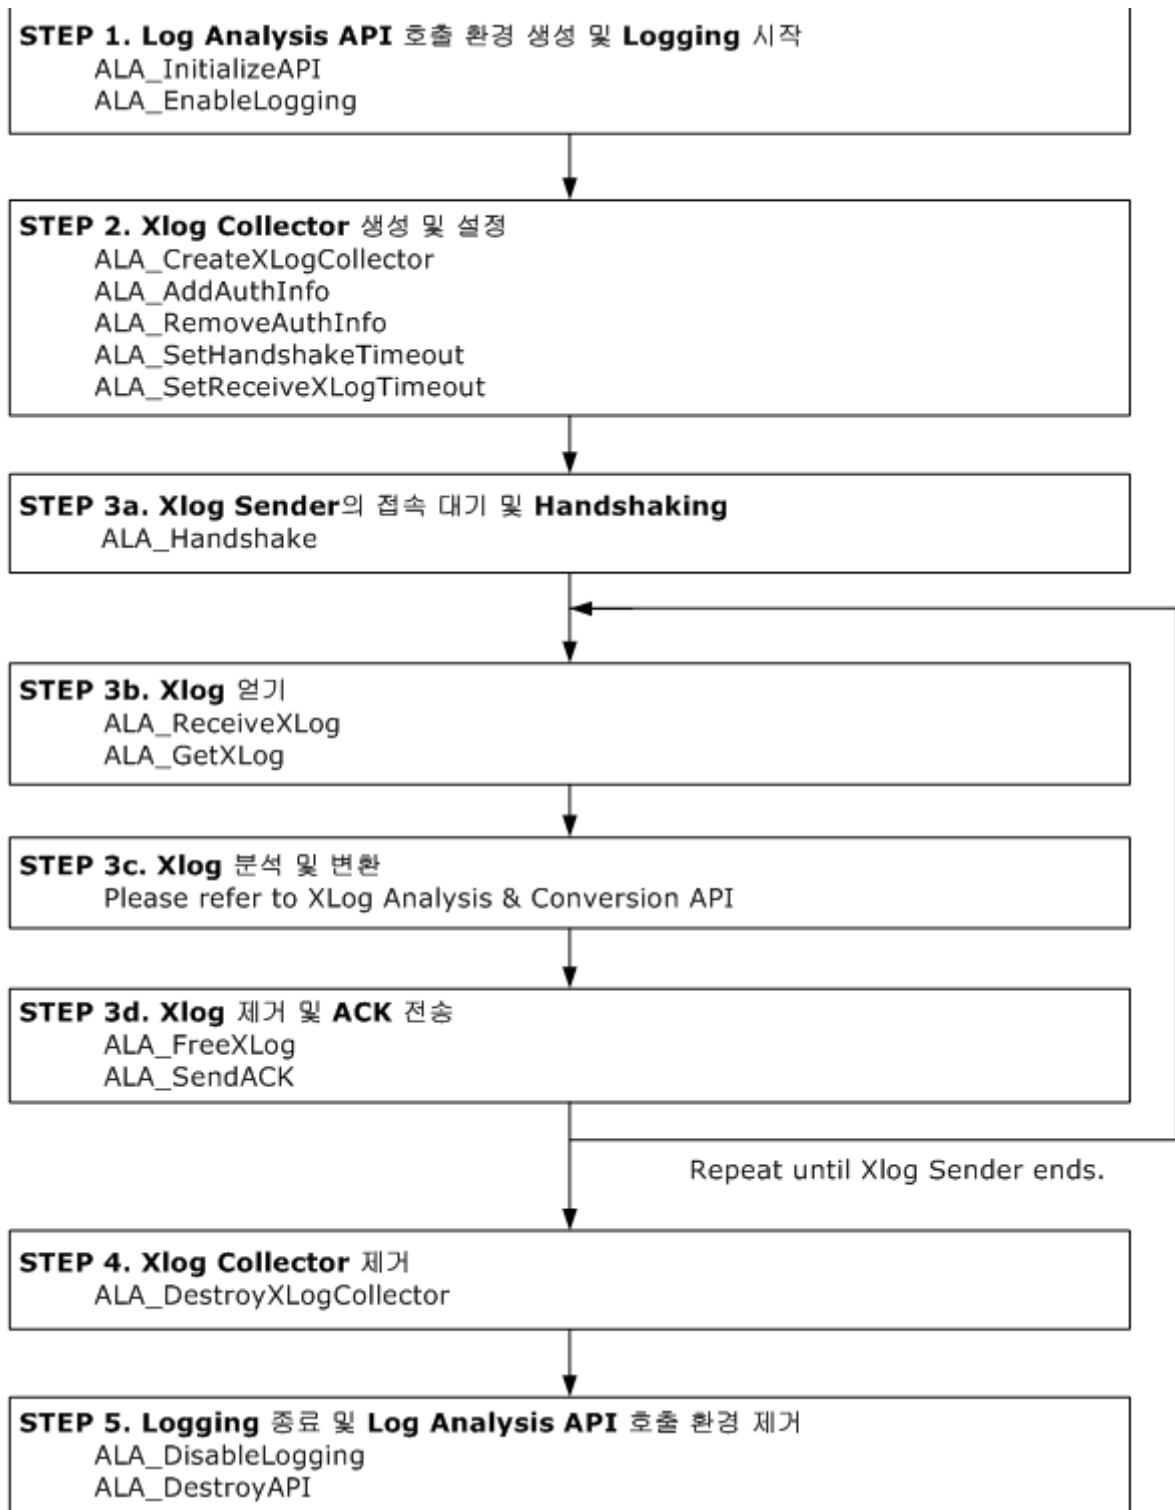 STEP 1. Log Analysis API 호출 환경 생성 및 Logging 시작
ALA_InitializeAPI
ALA_EnableLogging
STEP 2. Xlog Collector 생성 및 설정
ALA_CreateXLogCollector
ALA_AddAuthInfo
ALA_RemoveAuthInfo
ALA_SetHandshakeTimeout
ALA_SetReceiveXLogTimeout
STEP 3a. Xlog Sender의 접속 대기 및 Handshaking
ALA_Handshake
STEP 3b. Xlog 얻기
ALA_ReceiveXLog
ALA_GetXLog
STEP 3c. Xlog 분석 및 변환
Please refer to XLog Analysis & Conversion API
STEP 3d. Xlog 제거 및 ACK 전송
ALA_FreeXLog
ALA_SendACK
Repeat until Xlog Sender ends.
STEP 4. Xlog Collector 제거
ALA_DestroyXLogCollector
STEP 5. Logging 종료 및 Log Analysis API 호출 환경 제거
ALA_DisableLogging
ALA_DestroyAPI